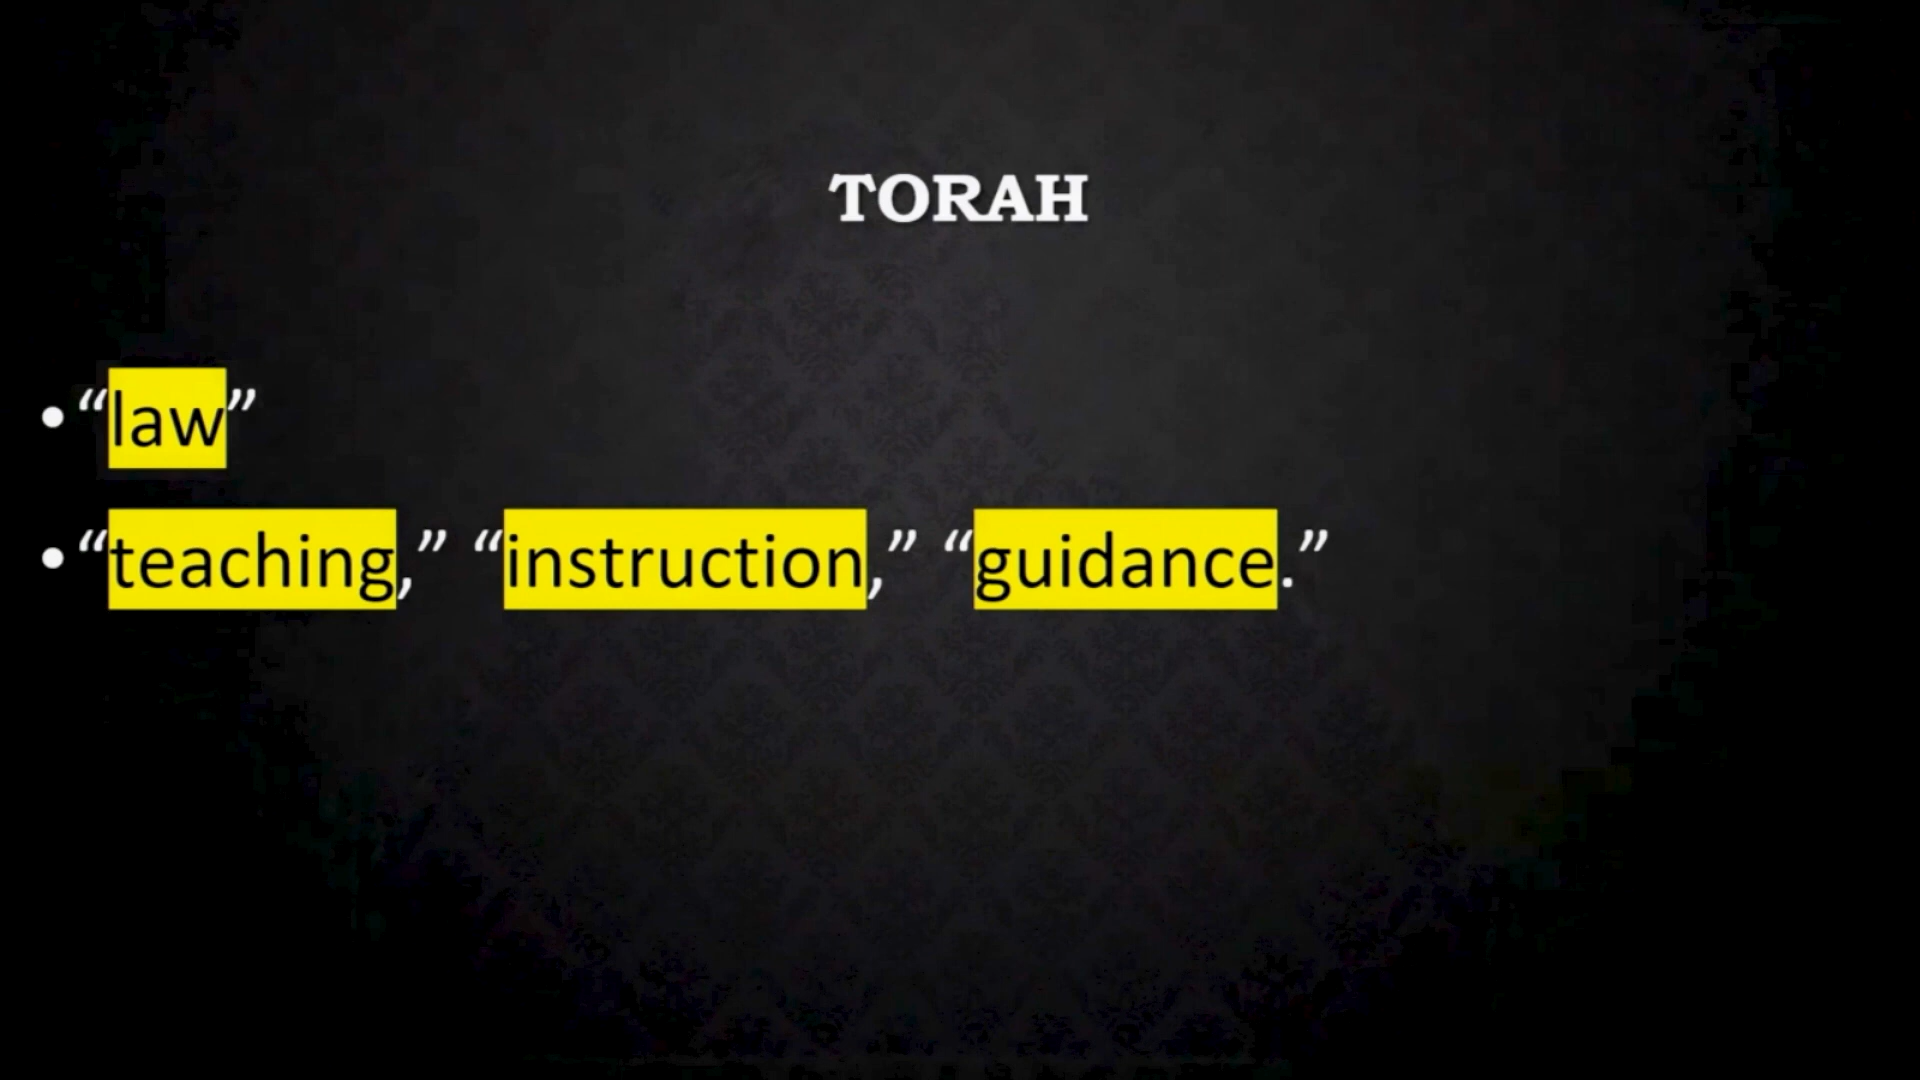 TORAH
• “law”
• “teaching,” “instruction,” “guidance.”